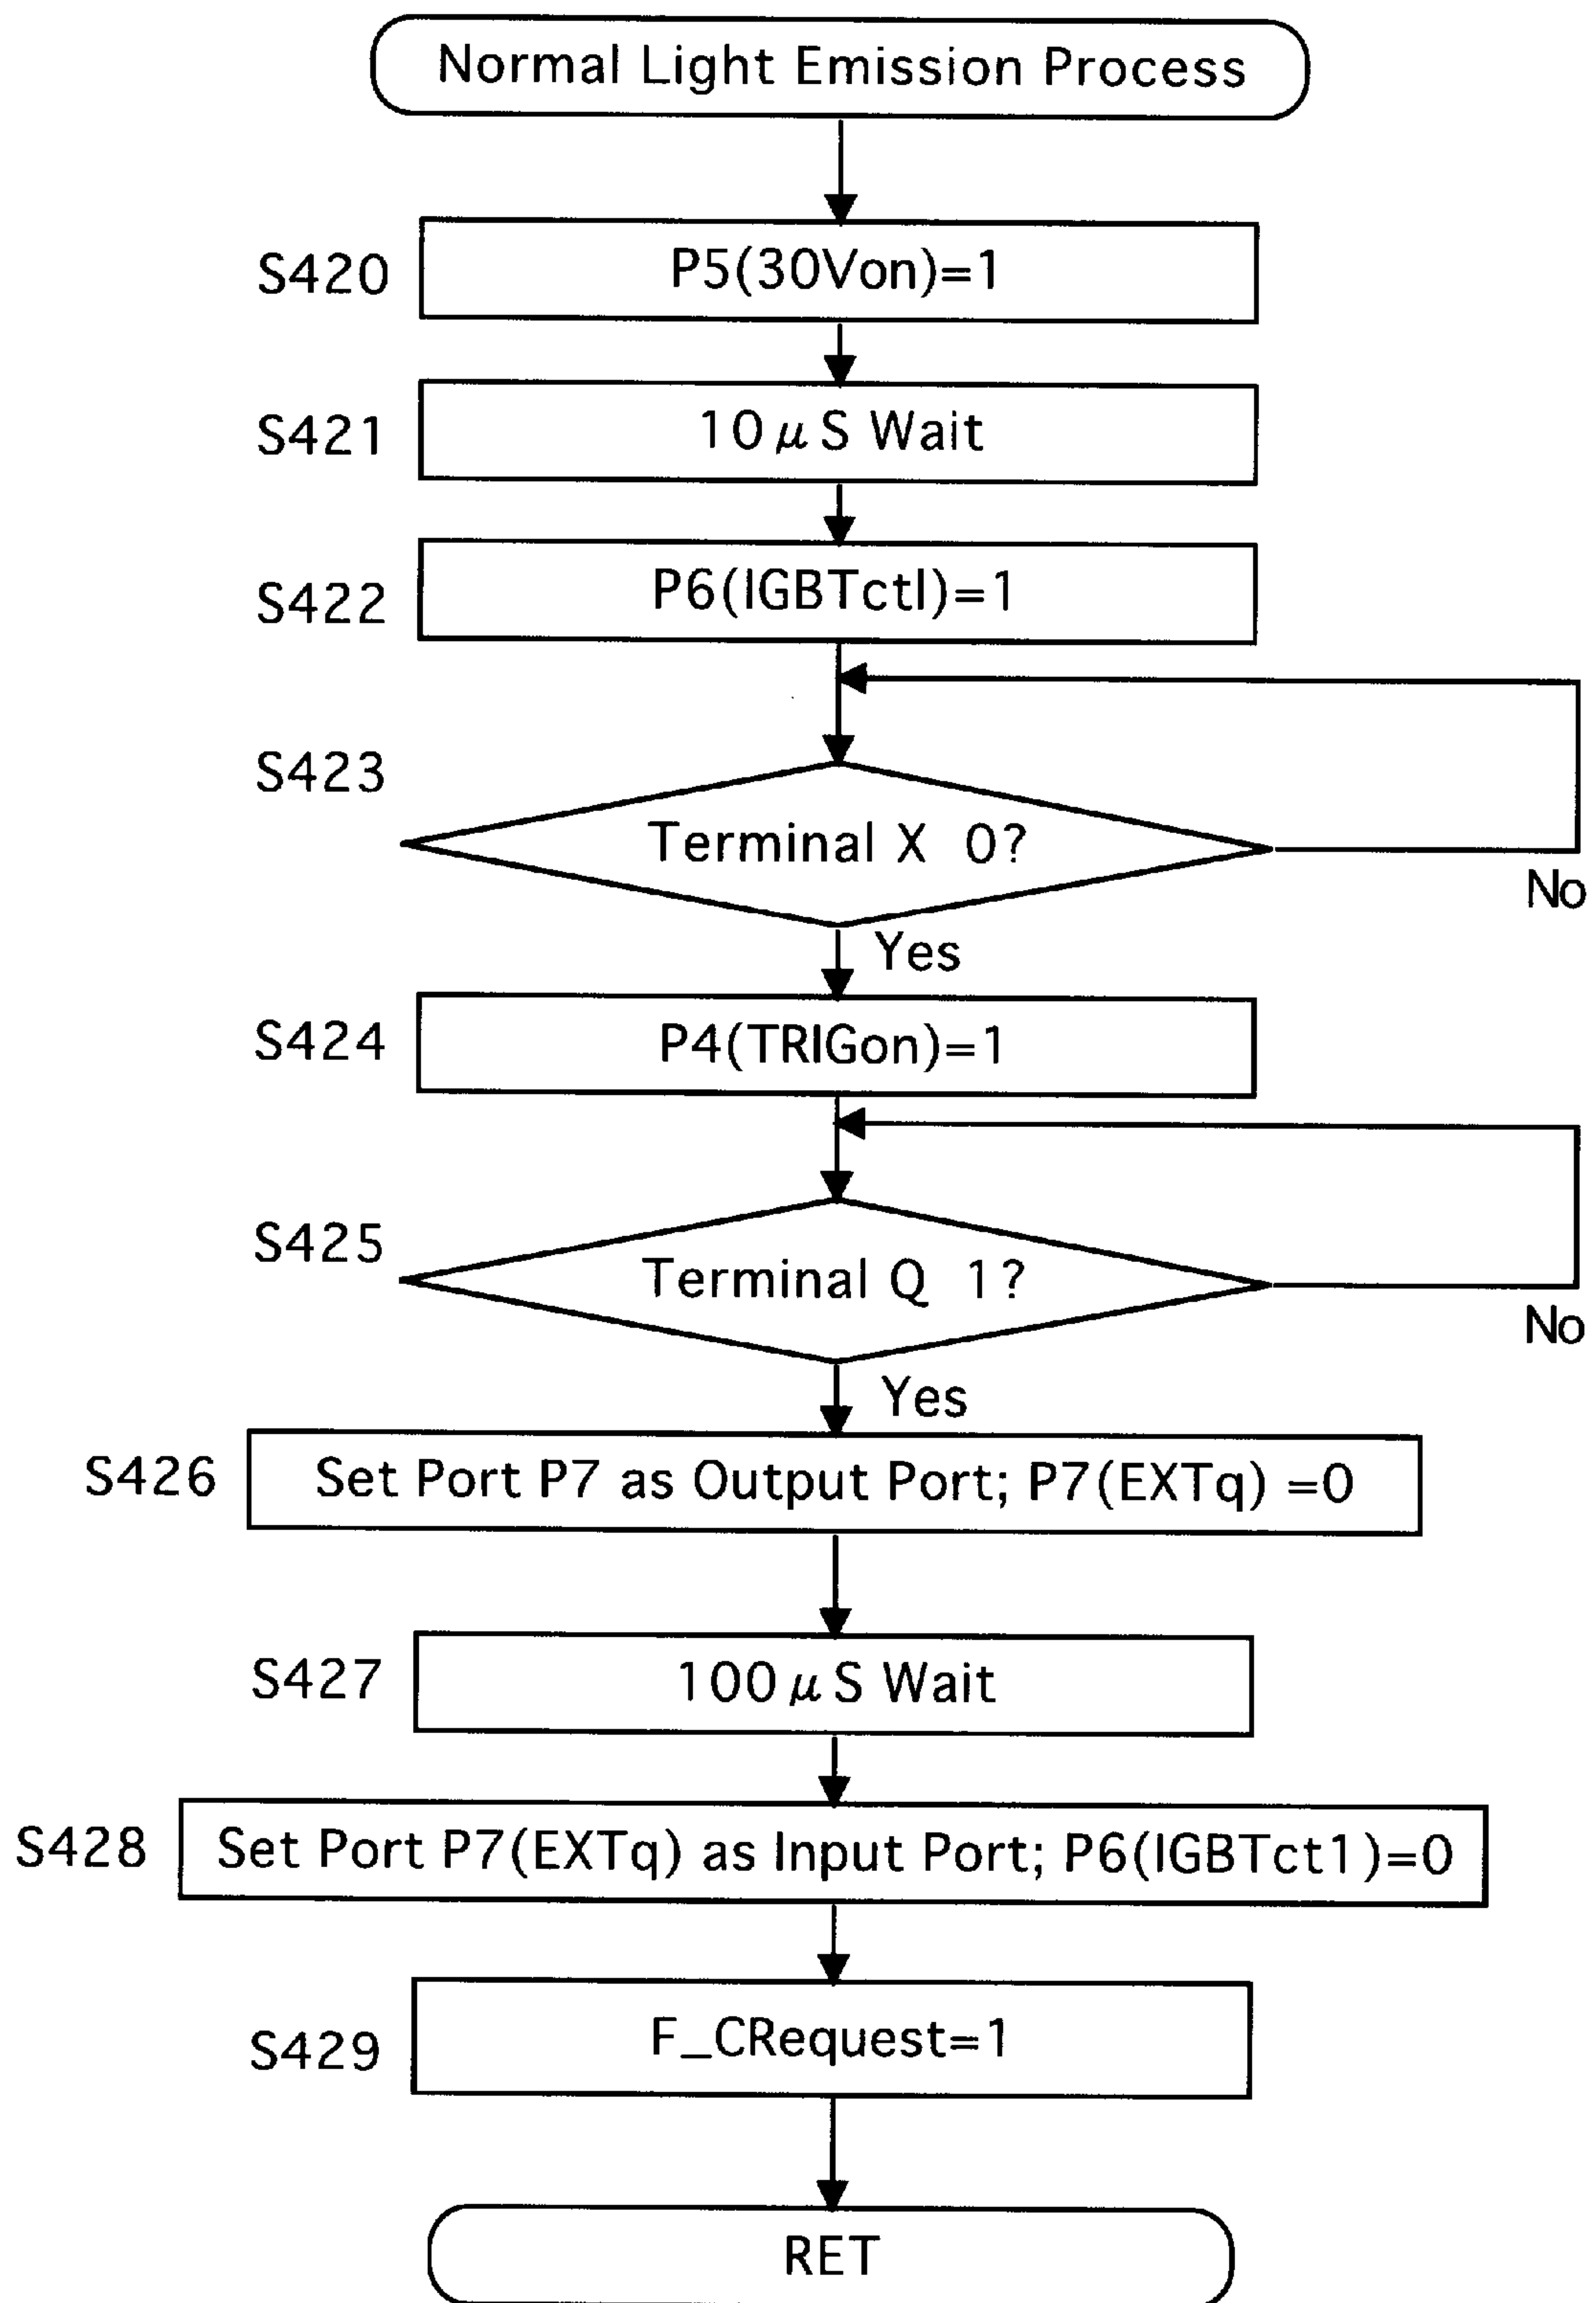 Normal Light Emission Process
S420
P5(30Von)=1
S421
10μS Wait
S422
P6(IGBTctl)=1
S423
Terminal X 0?
No
Yes
S424
P4(TRIGon)=1
S425
Terminal Q 1?
No
Yes
S426
Set Port P7 as Output Port; P7(EXTq) =0
S427
100μS Wait
S428
Set Port P7(EXTq) as Input Port; P6(IGBTct1)=0
S429
F_CRequest=1
RET